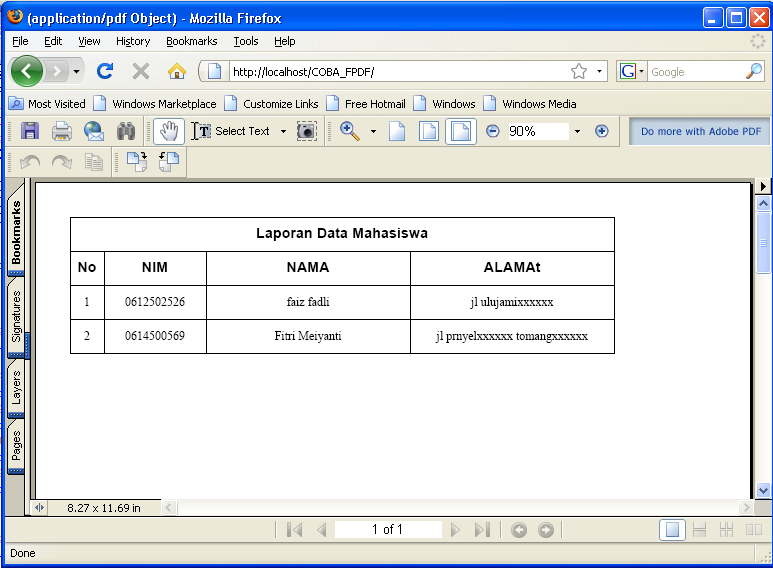 (application/pdf Object) - Mozilla Firefox
File Edit View History Bookmarks Tools Help
http://localhost/COBA_FPDF/ G Google
Most Visited Windows Marketplace Customize Links Free Hotmail Windows Windows Media
Select Text 90% Do more with Adobe PDF
Bookmarks
Signatures
Layers
Pages
Laporan Data Mahasiswa
No NIM NAMA ALAMAt
1 0612502526 faiz fadli jl ulujamixxxxxx
2 0614500569 Fitri Meiyanti jl prnyelxxxxxx tomangxxxxxx
8.27 x 11.69 in
1 of 1
Done